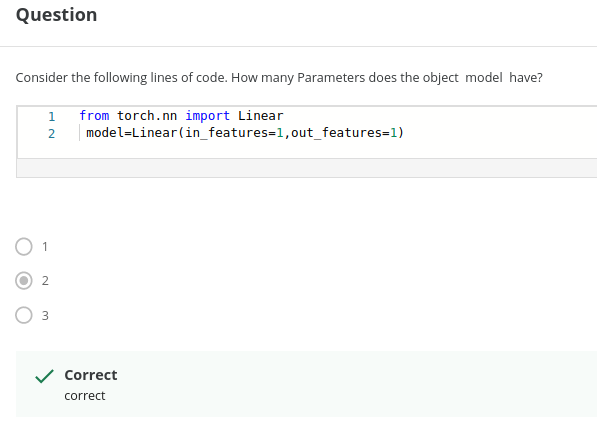 Question
Consider the following lines of code. How many Parameters does the object model have?
1 from torch.nn import Linear
2 model=Linear(in_features=1,out_features=1)
1
2
3
Correct
correct